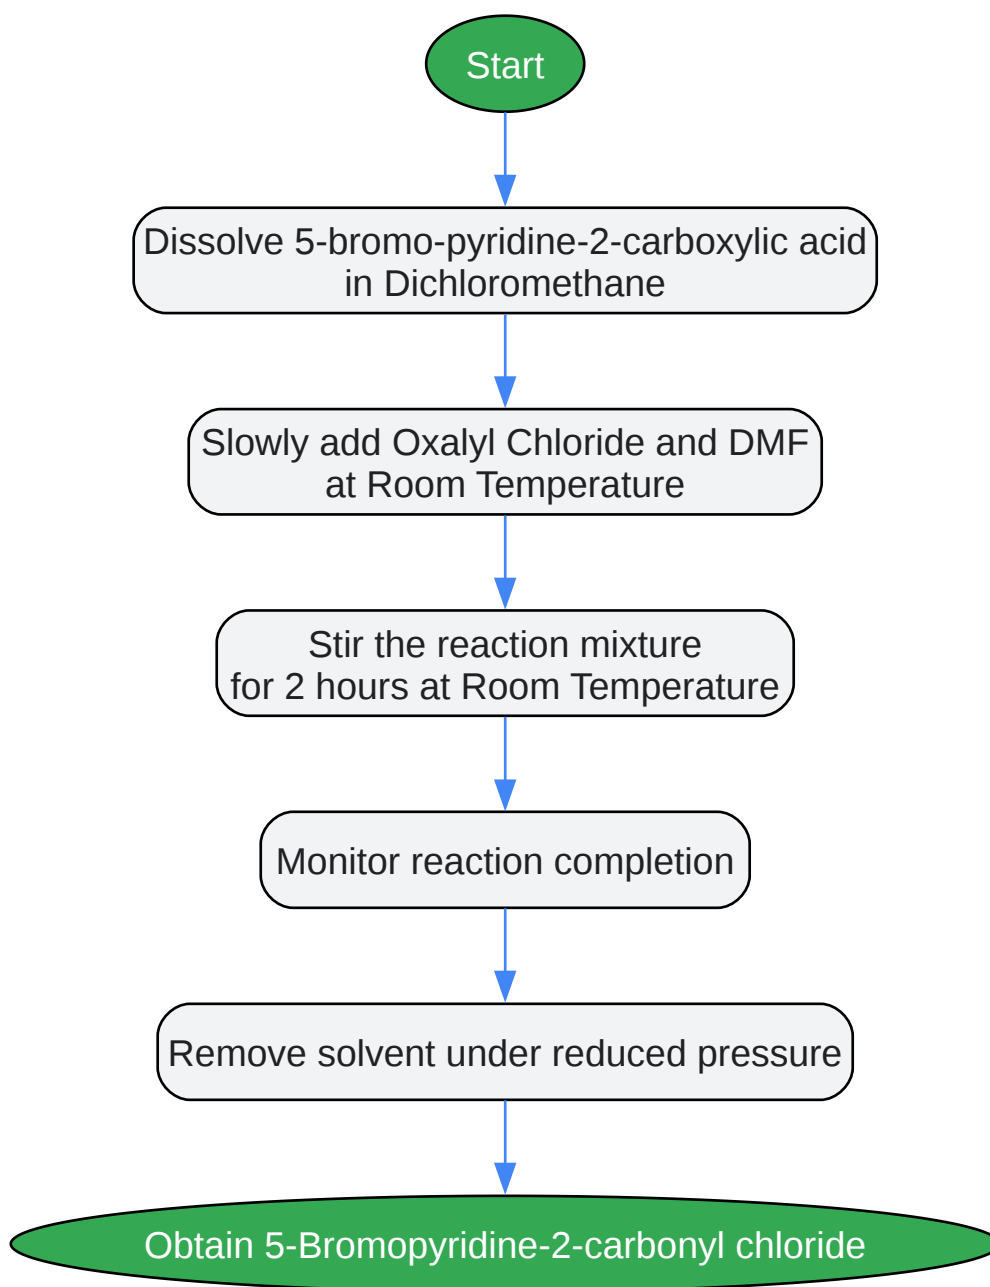 Start
Dissolve 5-bromo-pyridine-2-carboxylic acid
in Dichloromethane
Slowly add Oxalyl Chloride and DMF
at Room Temperature
Stir the reaction mixture
for 2 hours at Room Temperature
Monitor reaction completion
Remove solvent under reduced pressure
Obtain 5-Bromopyridine-2-carbonyl chloride